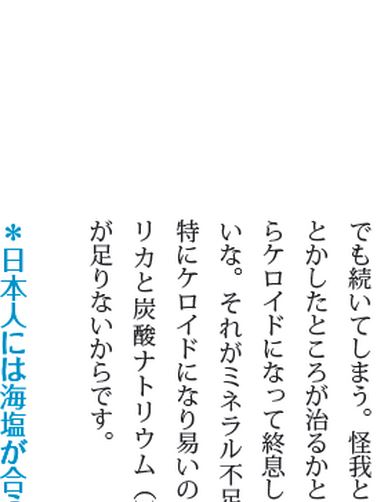 でも続いてしまう。怪我と
とかしたところが治るかと
らケロイドになって終息し
いな。それがミネラル不足
特にケロイドになり易いの
リカと炭酸ナトリウム（
が足りないからです。
＊日本人には海塩が合う